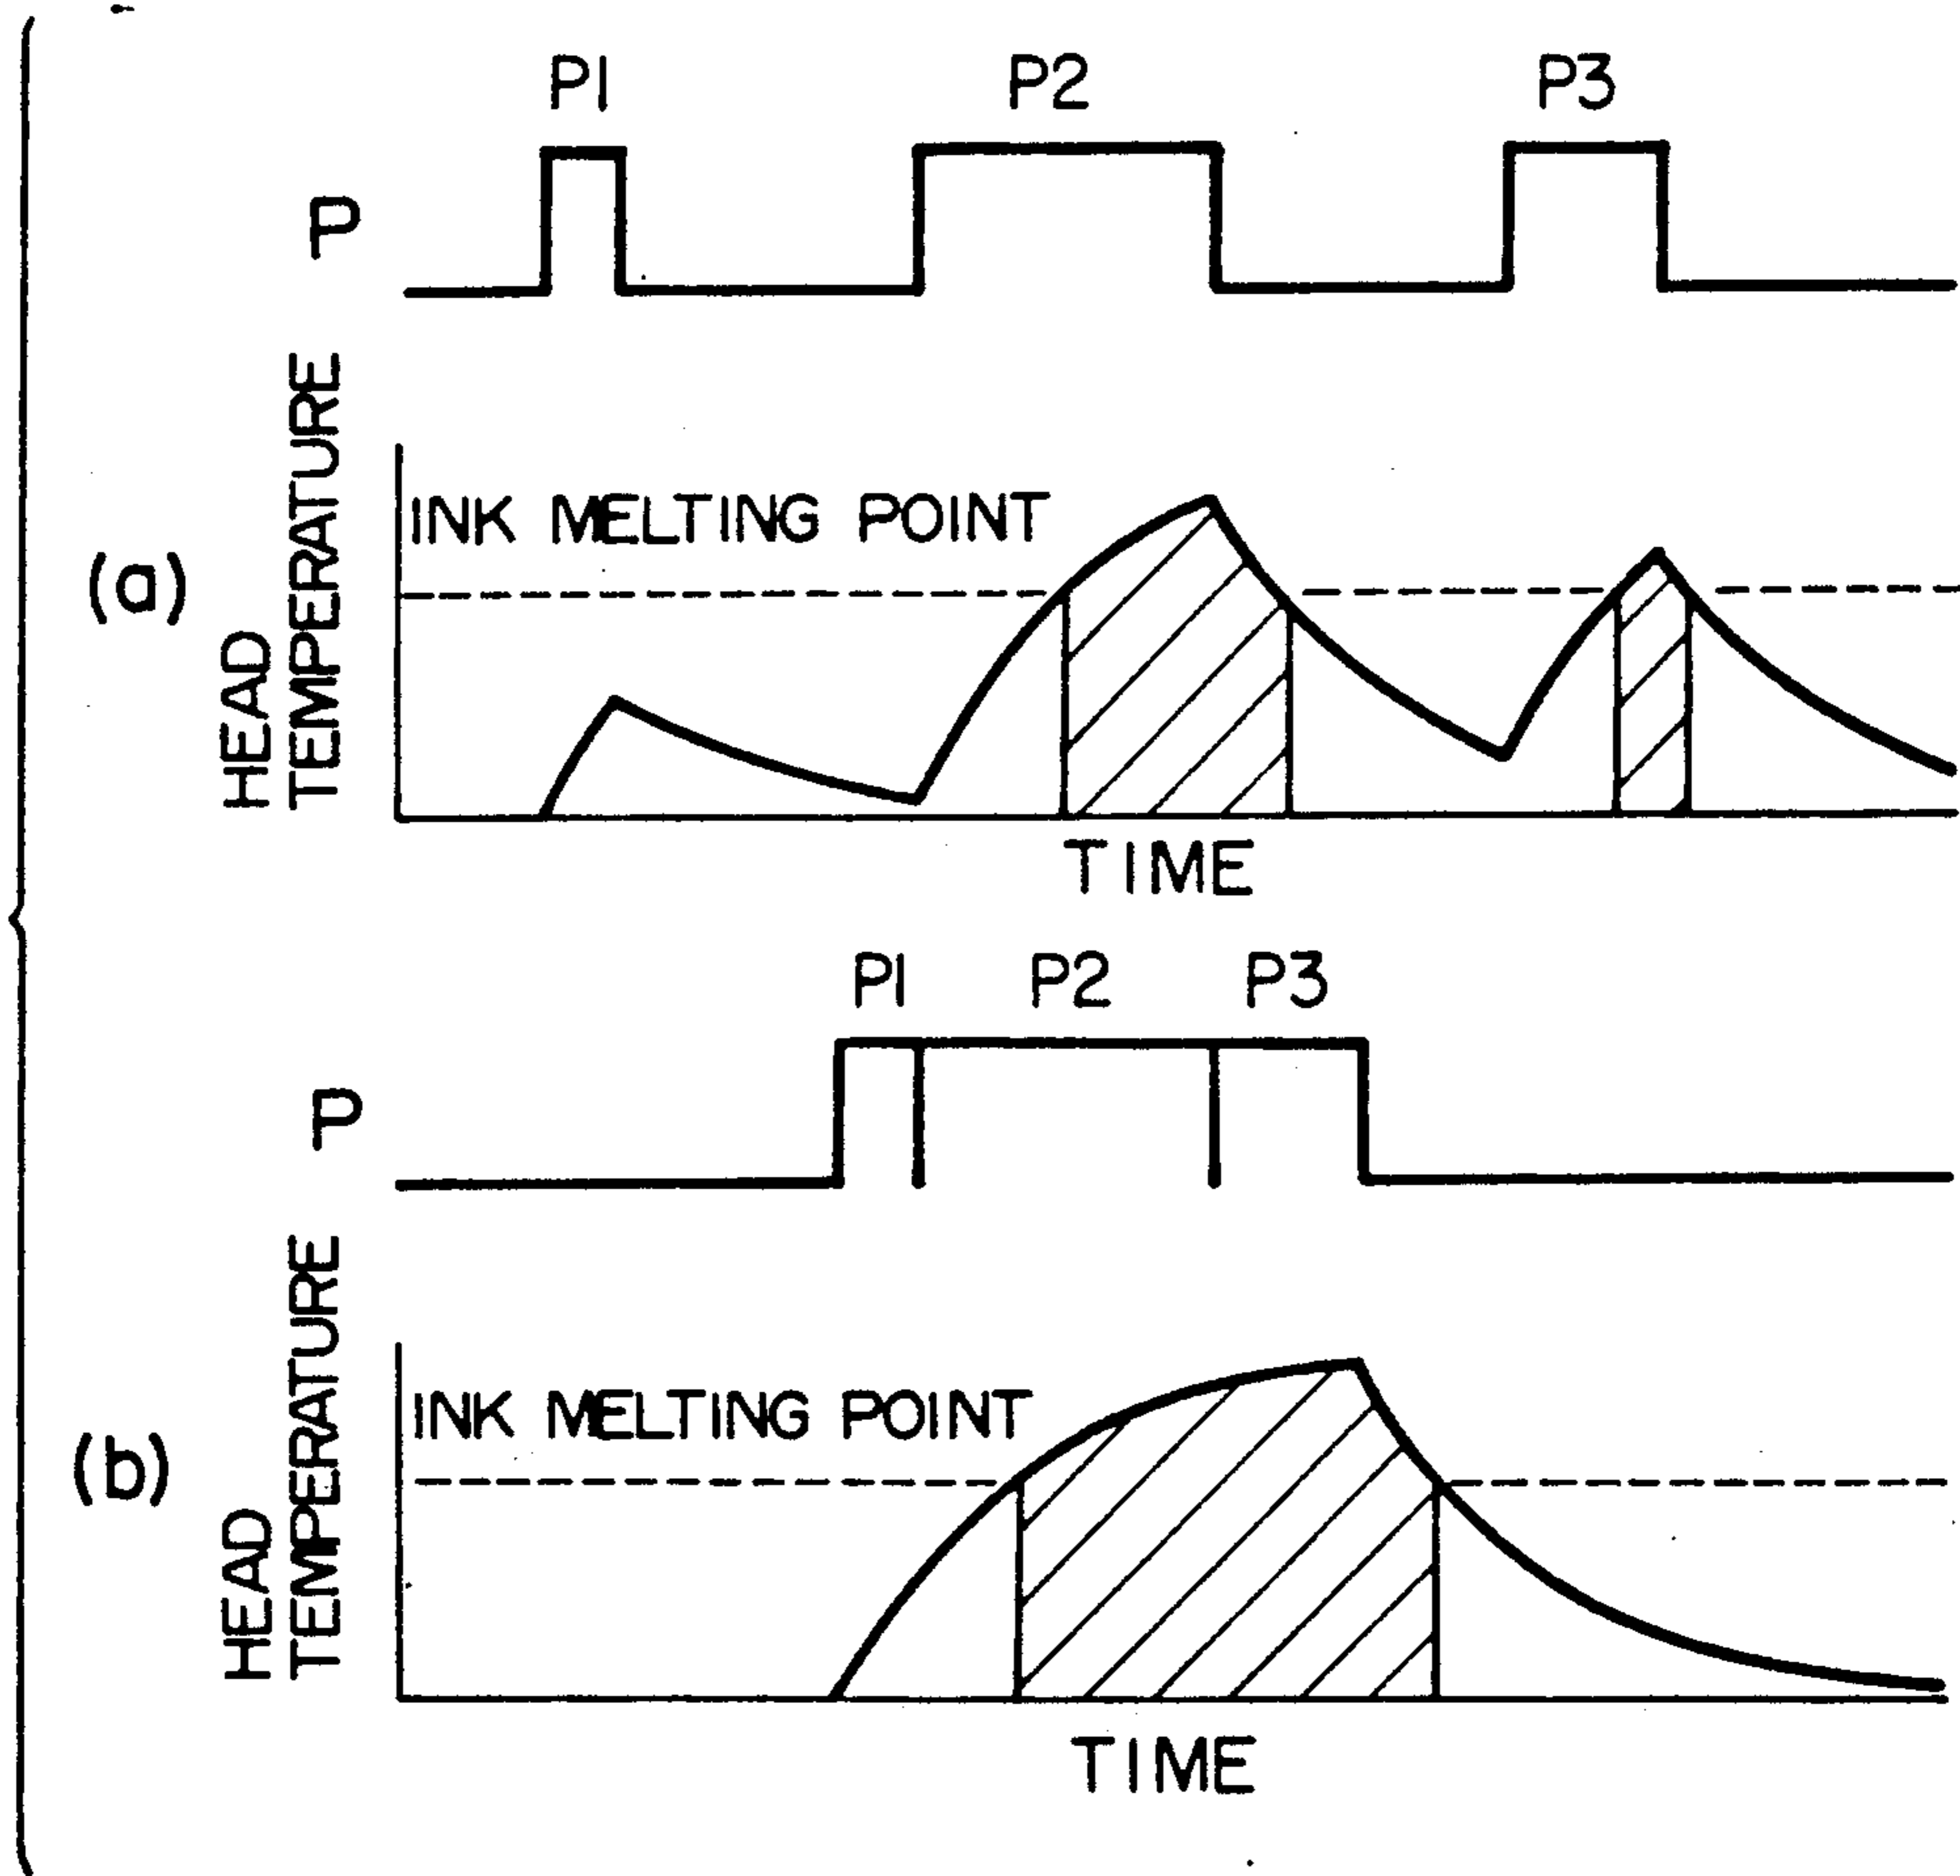 P1 P2 P3
P
HEAD
TEMPERATURE
INK MELTING POINT
(a)
TIME
P1 P2 P3
P
HEAD
TEMPERATURE
INK MELTING POINT
(b)
TIME